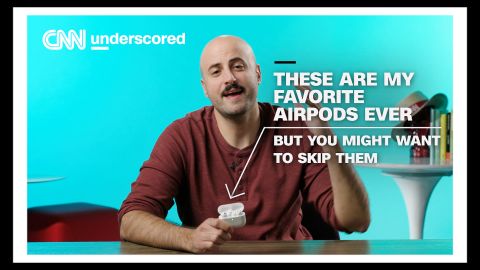 CNN underscored
THESE ARE MY
FAVORITE
AIRPODS EVER
BUT YOU MIGHT WANT
TO SKIP THEM